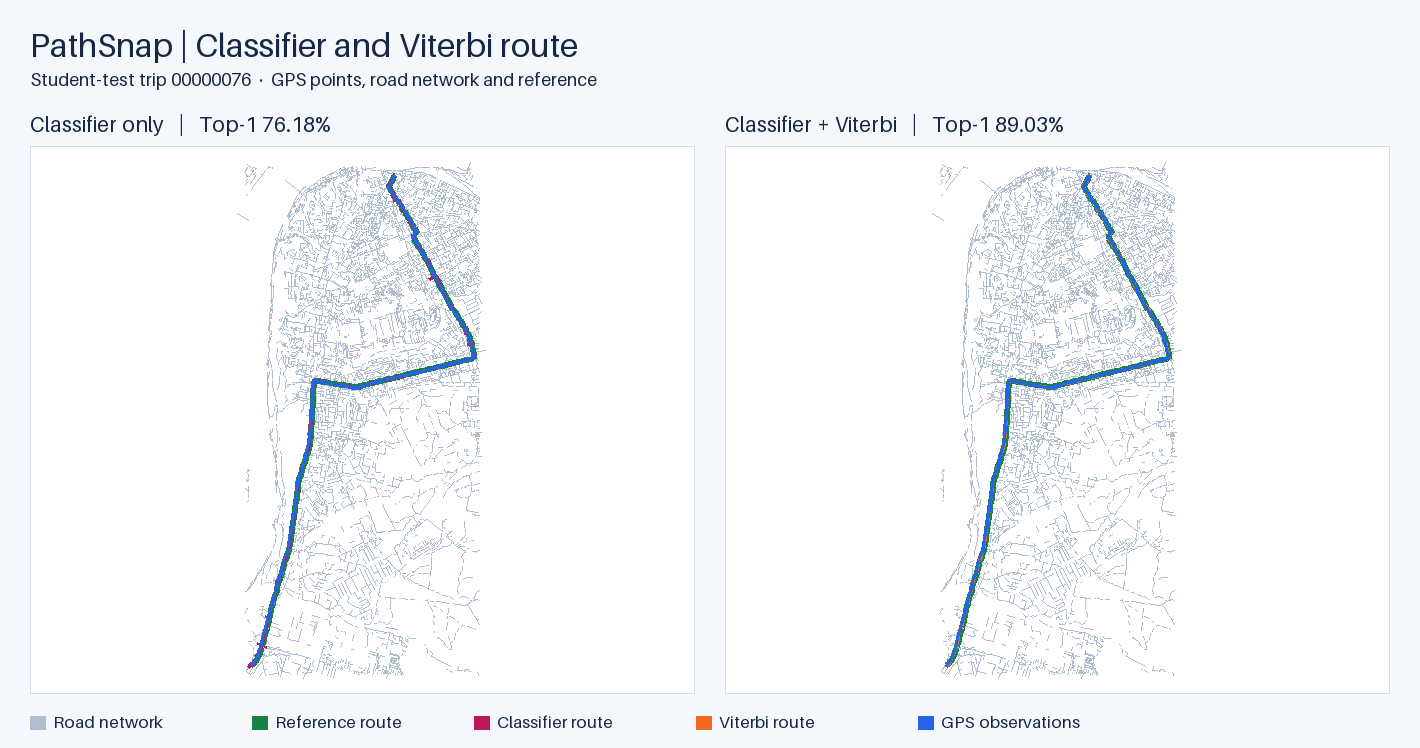 PathSnap | Classifier and Viterbi route
Student-test trip 00000076 · GPS points, road network and reference
Classifier only | Top-1 76.18%
Classifier + Viterbi | Top-1 89.03%
Road network
Reference route
Classifier route
Viterbi route
GPS observations